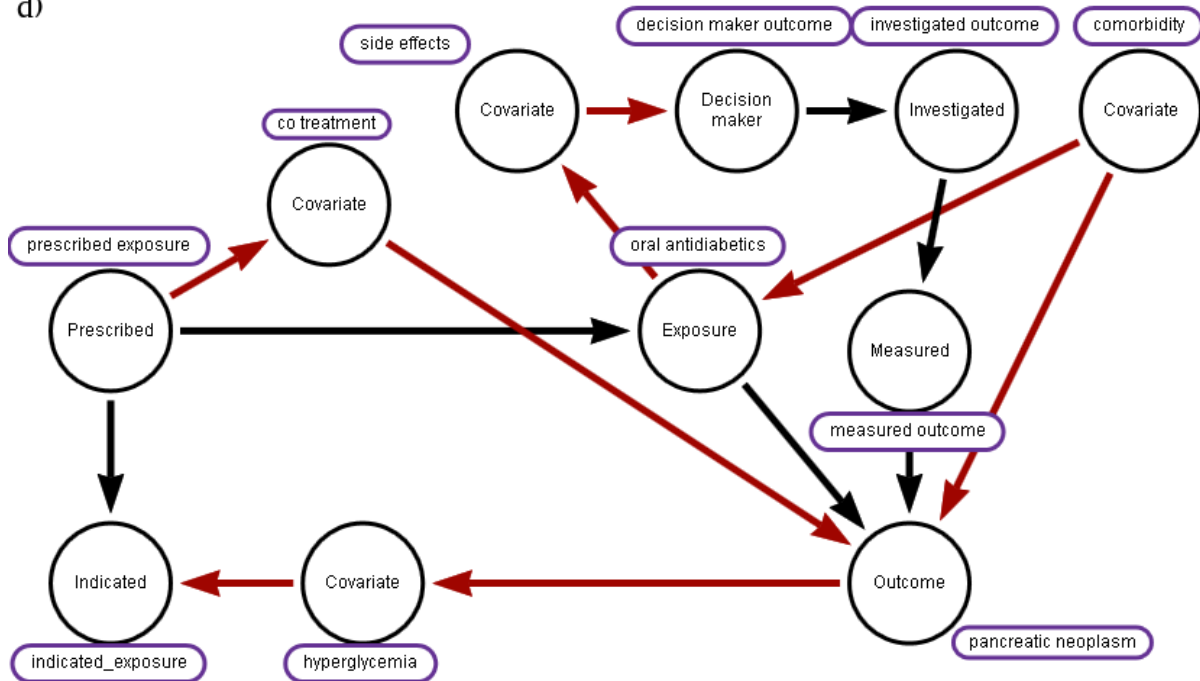 d)
decision maker outcome
investigated outcome
comorbidity
side effects
Covariate
Decision
maker
Investigated
Covariate
co treatment
Covariate
prescribed exposure
oral antidiabetics
Prescribed
Exposure
Measured
measured outcome
Indicated
Covariate
Outcome
pancreatic neoplasm
indicated_exposure
hyperglycemia